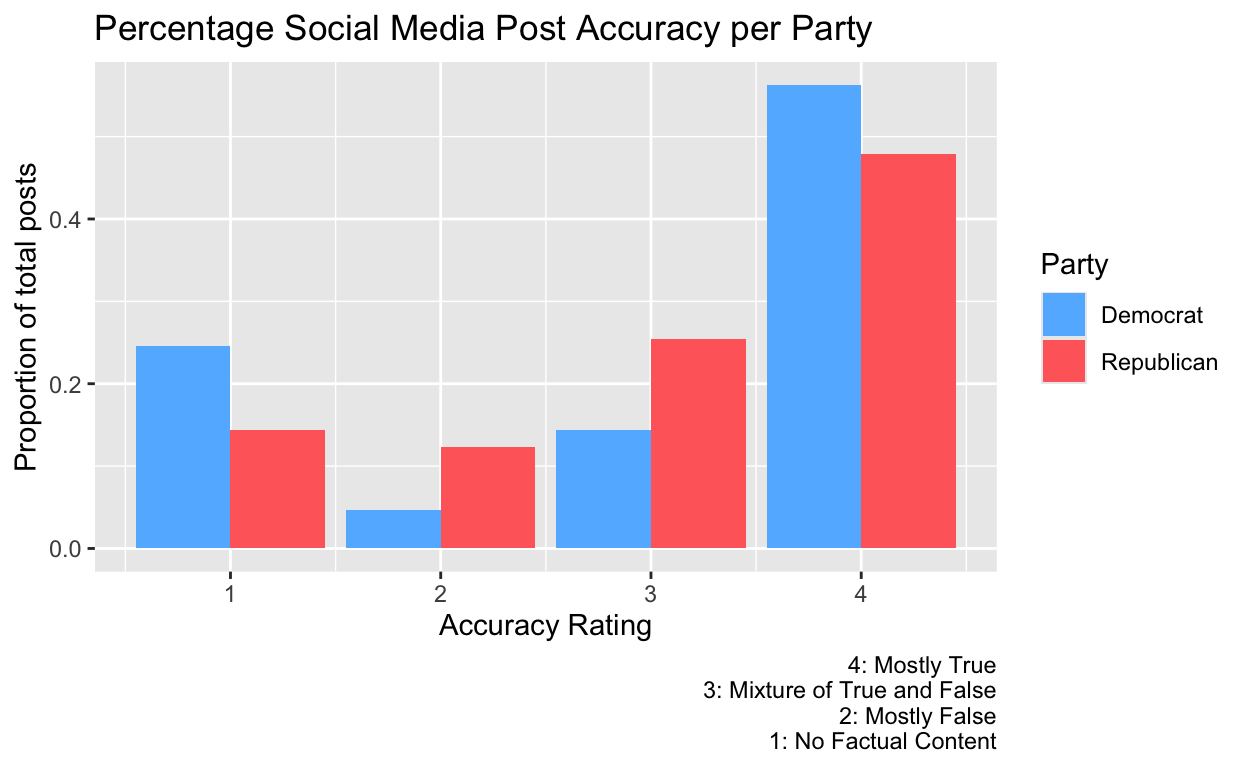 Percentage Social Media Post Accuracy per Party
Proportion of total posts
0.4
0.2
0.0
1 2 3 4
Accuracy Rating
Party
Democrat
Republican
4: Mostly True
3: Mixture of True and False
2: Mostly False
1: No Factual Content